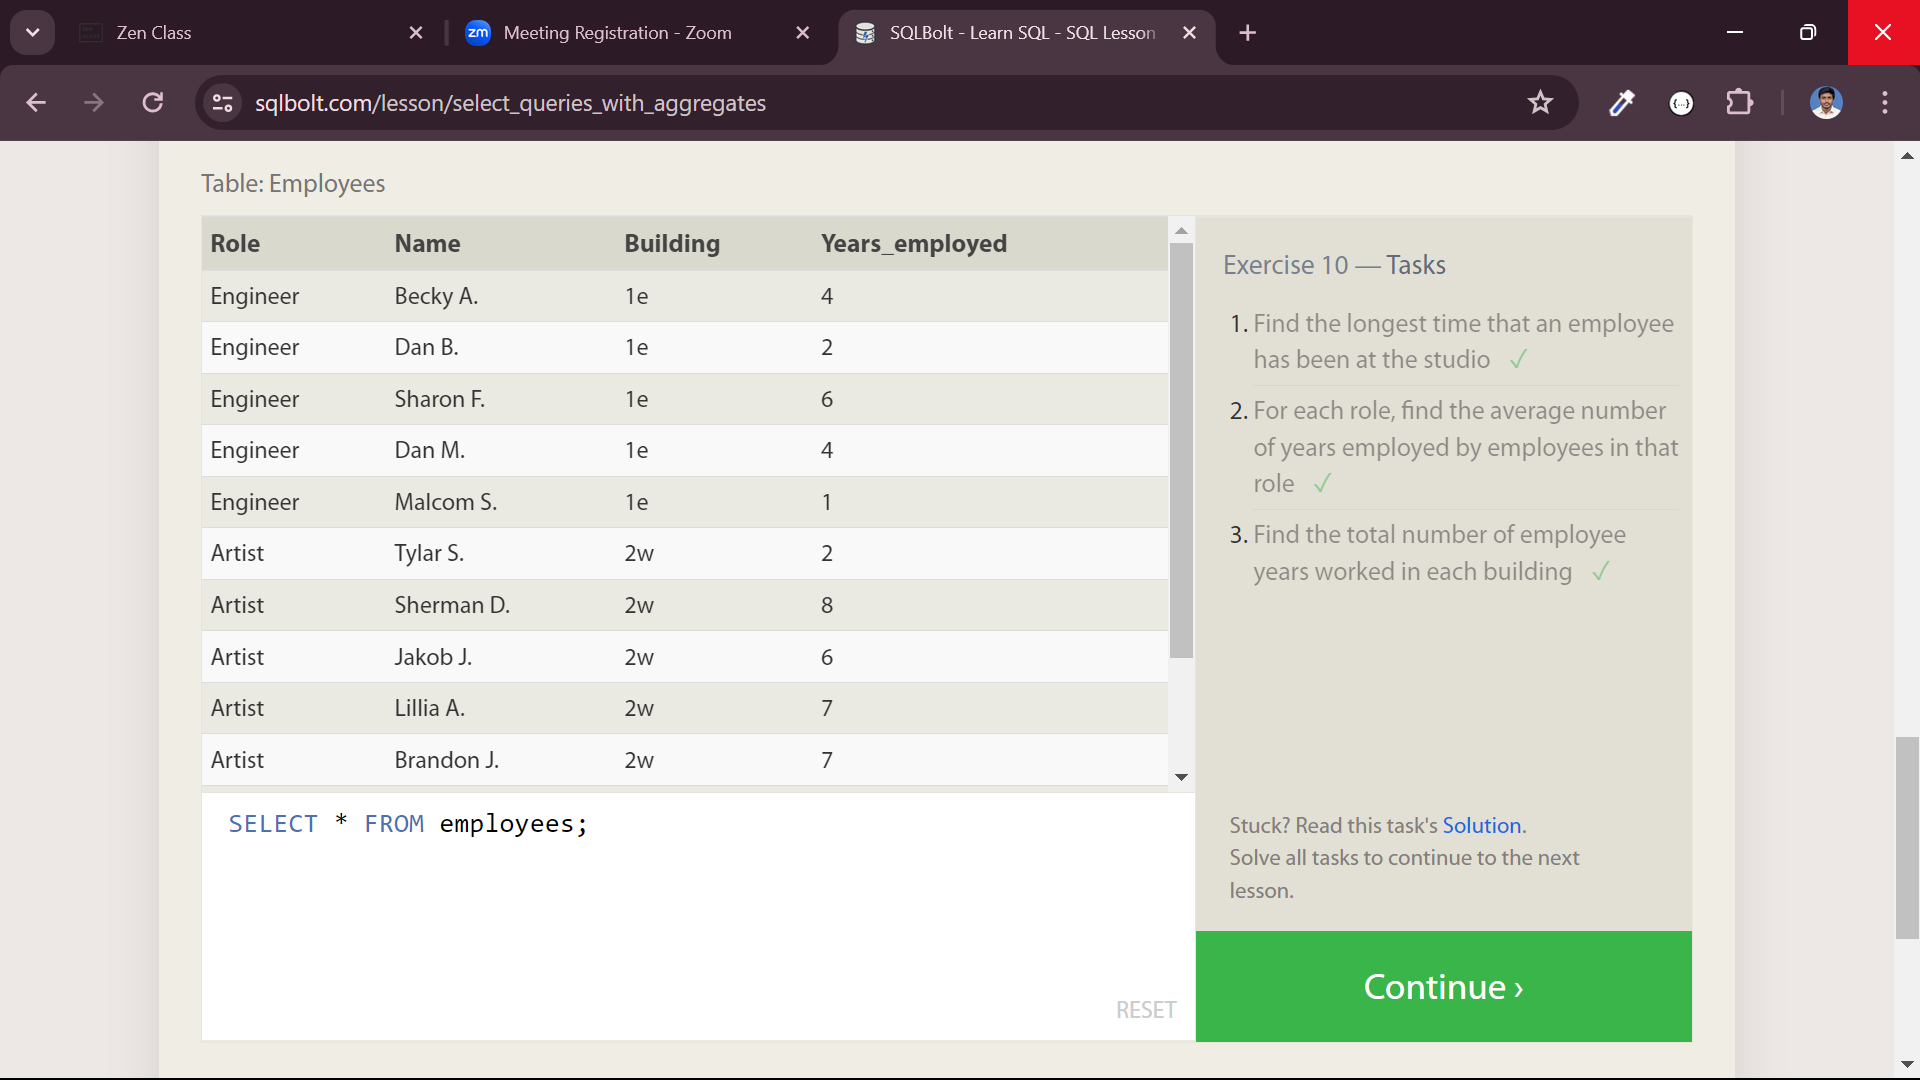 Zen Class
zm Meeting Registration - Zoom
SQLBolt - Learn SQL - SQL Lesson
sqlbolt.com/lesson/select_queries_with_aggregates
Table: Employees
Role Name Building Years_employed
Engineer Becky A. 1e 4
Engineer Dan B. 1e 2
Engineer Sharon F. 1e 6
Engineer Dan M. 1e 4
Engineer Malcom S. 1e 1
Artist Tylar S. 2w 2
Artist Sherman D. 2w 8
Artist Jakob J. 2w 6
Artist Lillia A. 2w 7
Artist Brandon J. 2w 7
SELECT * FROM employees;
RESET
Exercise 10 — Tasks
1. Find the longest time that an employee
has been at the studio ✓
2. For each role, find the average number
of years employed by employees in that
role ✓
3. Find the total number of employee
years worked in each building ✓
Stuck? Read this task's Solution.
Solve all tasks to continue to the next
lesson.
Continue ›